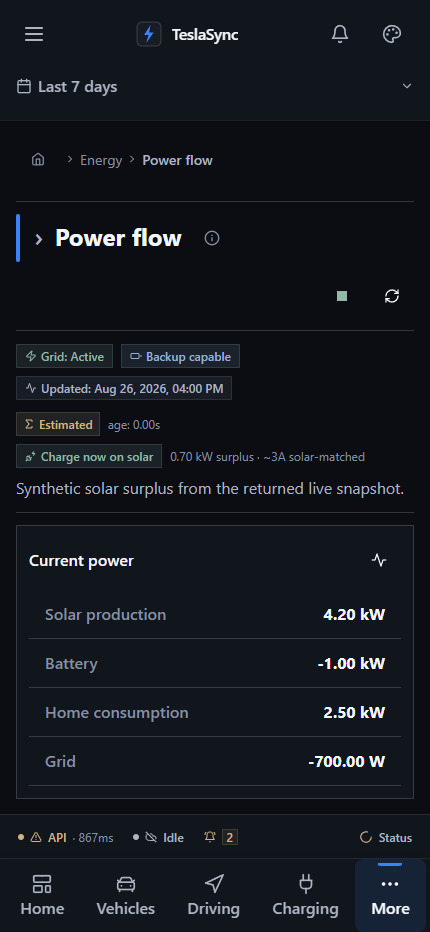 TeslaSync
Last 7 days
Energy > Power flow
Power flow
Grid: Active
Backup capable
Updated: Aug 26, 2026, 04:00 PM
Estimated
age: 0.00s
Charge now on solar
0.70 kW surplus · ~3A solar-matched
Synthetic solar surplus from the returned live snapshot.
Current power
Solar production 4.20 kW
Battery -1.00 kW
Home consumption 2.50 kW
Grid -700.00 W
API · 867ms Idle 2 Status
Home Vehicles Driving Charging More